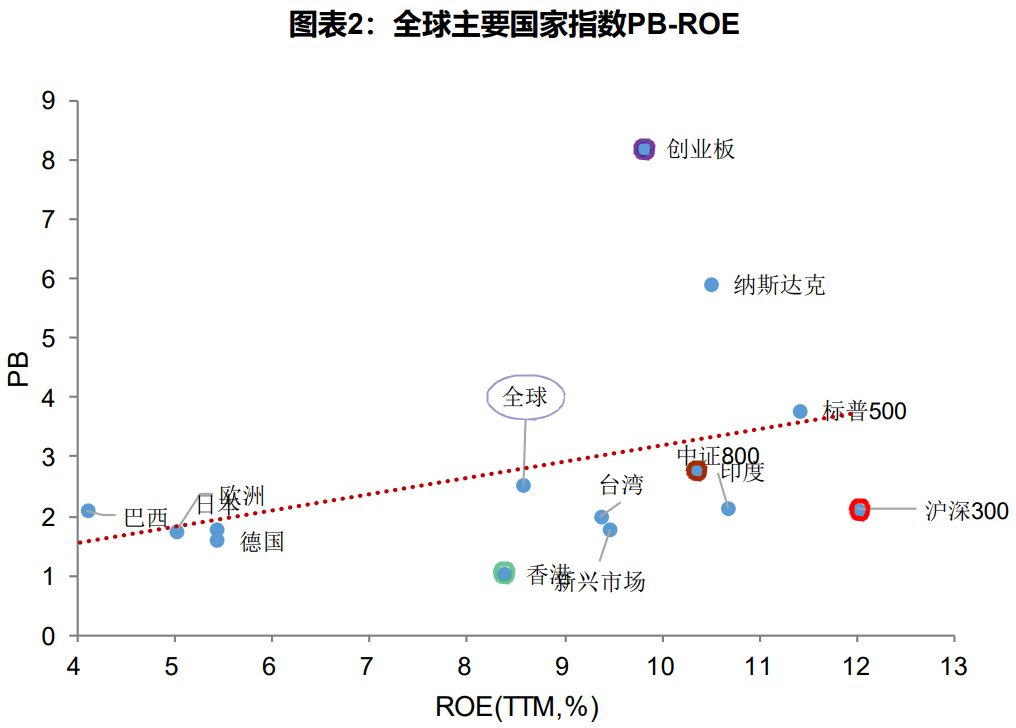 图表2：全球主要国家指数PB-ROE
9
8
7
6
5
4
3
2
1
0
PB
创业板
纳斯达克
全球
标普500
中证800
印度
台湾
欧洲
日本
巴西
德国
沪深300
香港
新兴市场
4 5 6 7 8 9 10 11 12 13
ROE(TTM,%)